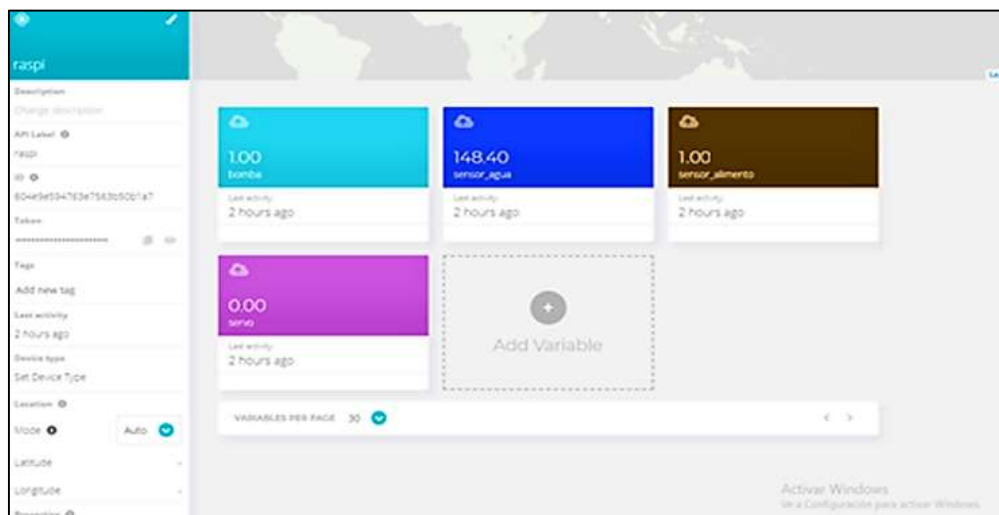 raspi
Description
Change description
API Label
raspi
ID
Token
Tags
Add new tag
Last activity
2 hours ago
Device type
Set Device Type
Location
Mode
Auto
Latitude
Longitude
1.00
bomba
Last activity:
2 hours ago
148.40
sensor_agua
Last activity:
2 hours ago
1.00
sensor_alimento
Last activity:
2 hours ago
0.00
servo
Last activity:
2 hours ago
Add Variable
VARIABLES PER PAGE 30
Activar Windows
Ve a Configuración para activar Windows.